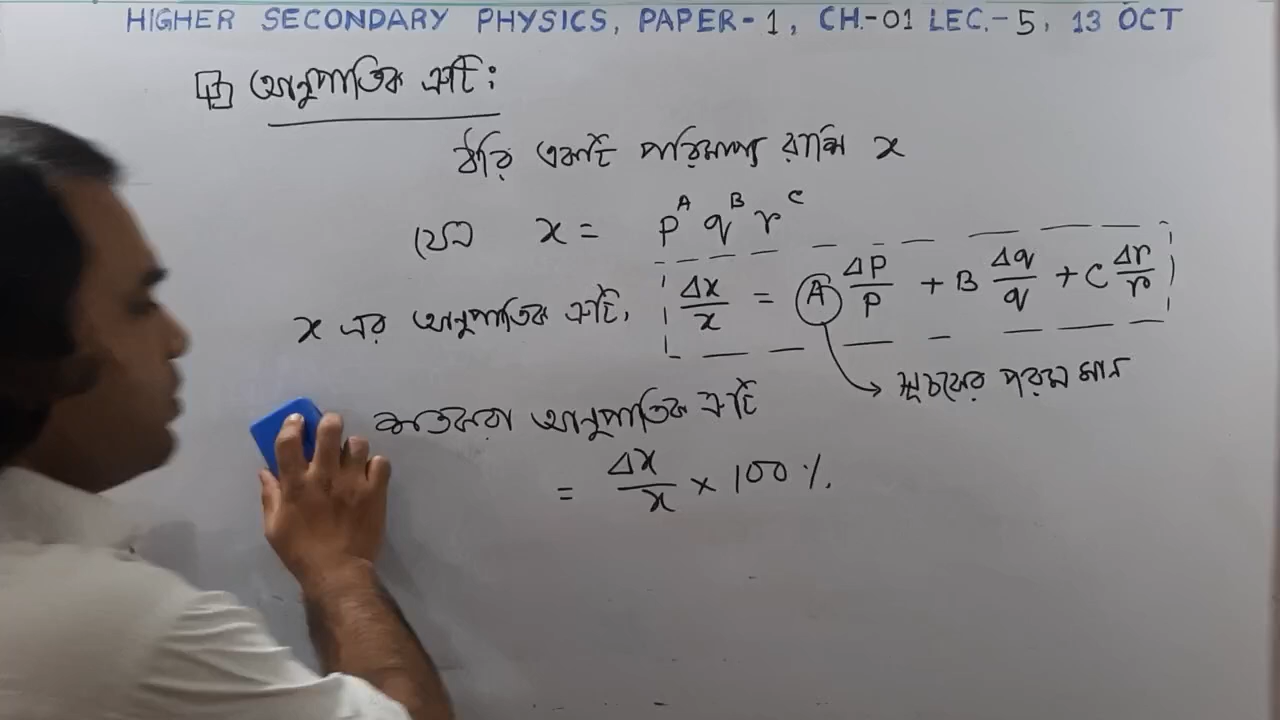 HIGHER SECONDARY PHYSICS, PAPER-1, CH.-01 LEC.-5, 13 OCT
আনুপাতিক ত্রুটি:
ধরি একটি পরিমাপ্য রাশি x
যেন x = p^A q^B r^C
x এর আনুপাতিক ত্রুটি, Δx/x = A Δp/p + B Δq/q + C Δr/r
সূচকের পরম মান
শতকরা আনুপাতিক ত্রুটি
= Δx/x × 100 %.